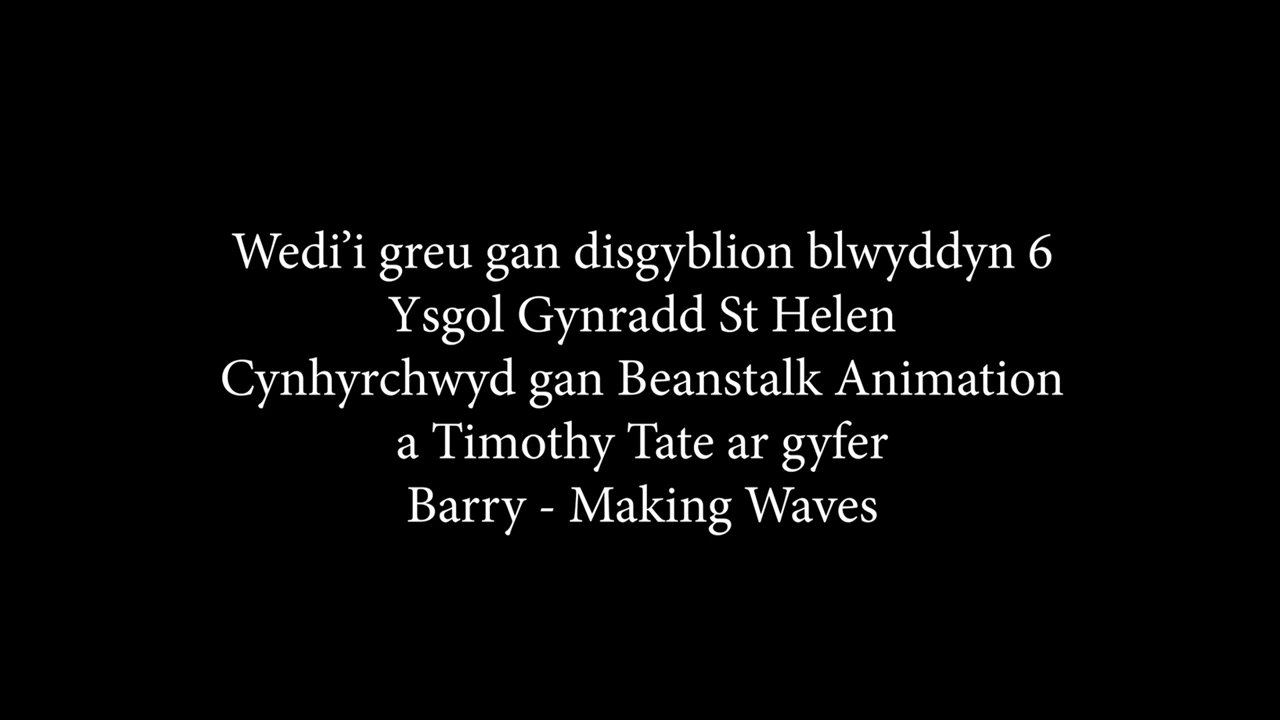 Wedi’i greu gan disgyblion blwyddyn 6
Ysgol Gynradd St Helen
Cynhyrchwyd gan Beanstalk Animation
a Timothy Tate ar gyfer
Barry - Making Waves